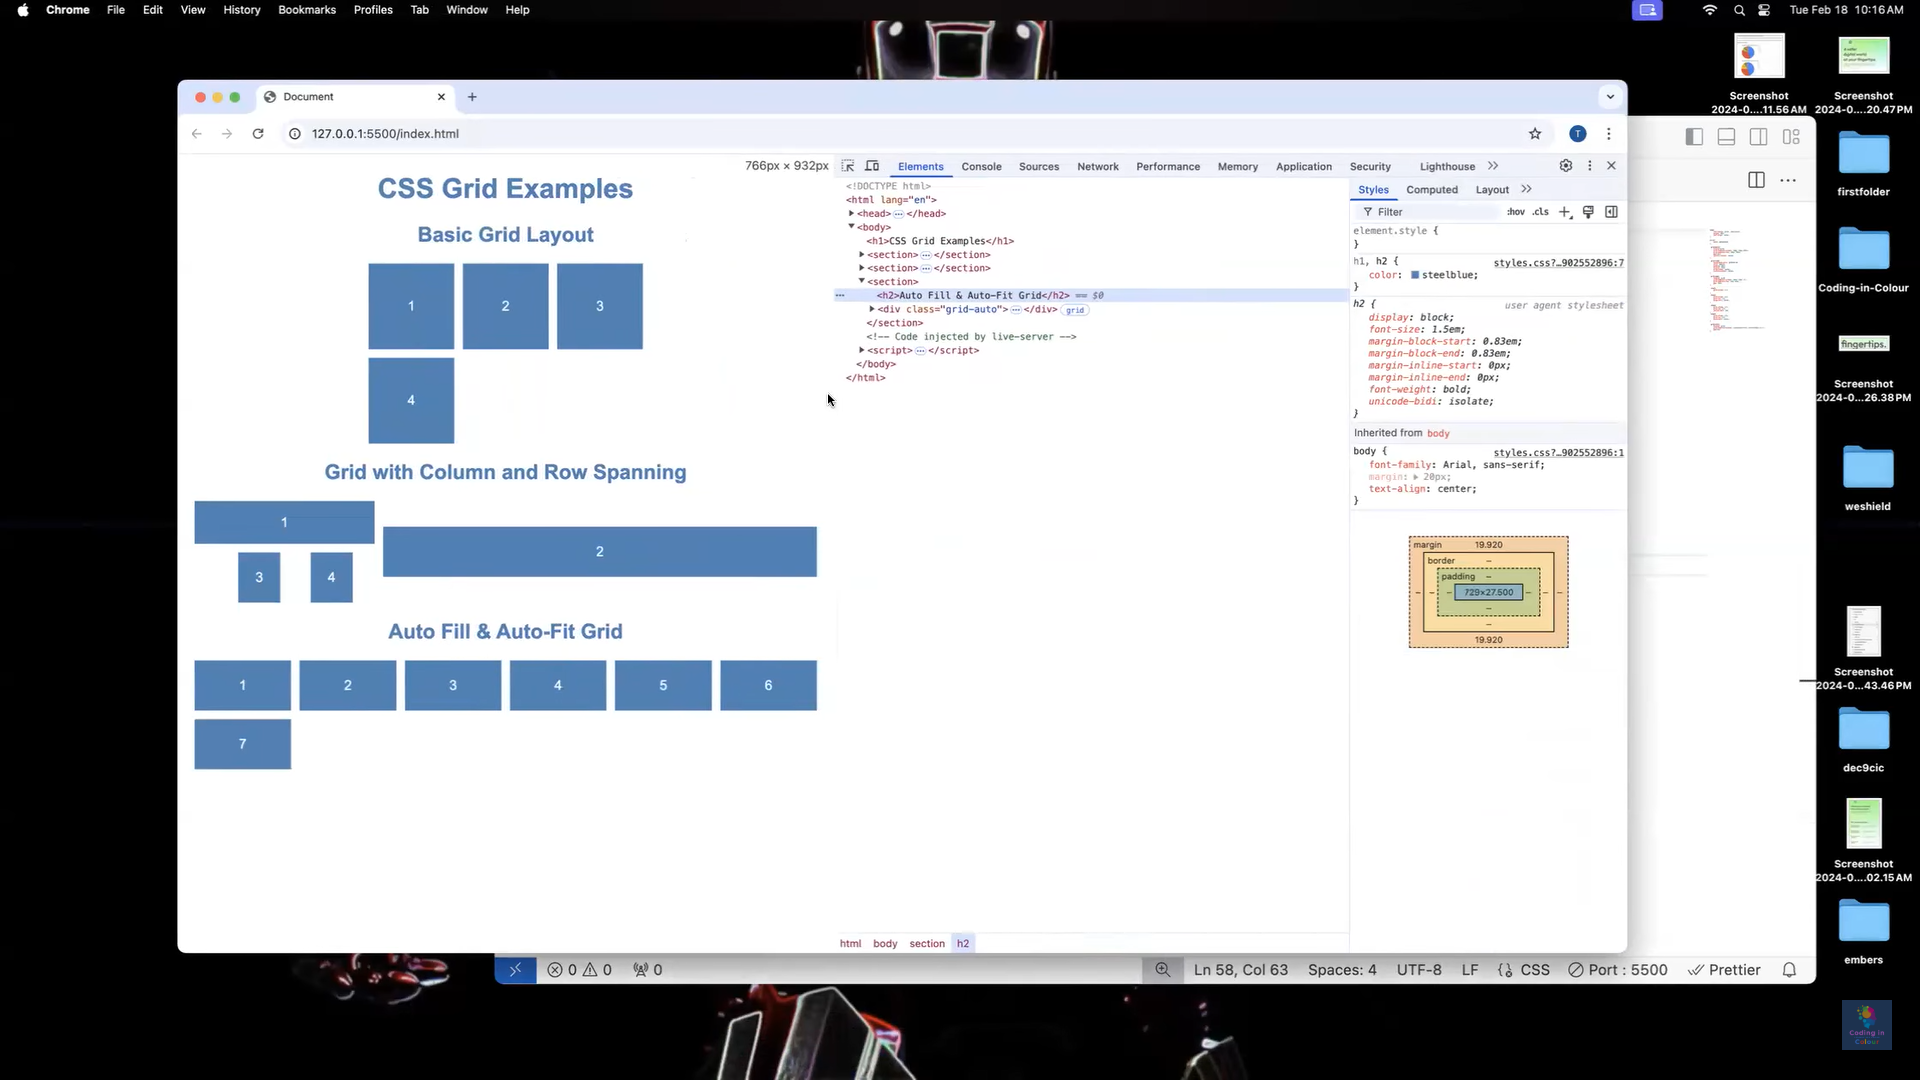 Chrome File Edit View History Bookmarks Profiles Tab Window Help
Tue Feb 18 10:16 AM
Screenshot
2024-0....11.56 AM
Screenshot
2024-0....20.47 PM
Document
127.0.0.1:5500/index.html
T
766px × 932px
Elements Console Sources Network Performance Memory Application Security Lighthouse
CSS Grid Examples
Basic Grid Layout
1 2 3
4
Grid with Column and Row Spanning
1
2
3 4
Auto Fill & Auto-Fit Grid
1 2 3 4 5 6
7
<!DOCTYPE html>
<html lang="en">
<head> ⋯ </head>
<body>
<h1>CSS Grid Examples</h1>
<section> ⋯ </section>
<section> ⋯ </section>
<section>
<h2>Auto Fill & Auto-Fit Grid</h2> == $0
<div class="grid-auto"> ⋯ </div> grid
</section>
<!-- Code injected by live-server -->
<script> ⋯ </script>
</body>
</html>
html body section h2
Styles Computed Layout
Filter :hov .cls
element.style {
}
h1, h2 { styles.css?…902552896:7
color: steelblue;
}
h2 { user agent stylesheet
display: block;
font-size: 1.5em;
margin-block-start: 0.83em;
margin-block-end: 0.83em;
margin-inline-start: 0px;
margin-inline-end: 0px;
font-weight: bold;
unicode-bidi: isolate;
}
Inherited from body
body { styles.css?…902552896:1
font-family: Arial, sans-serif;
margin: 20px;
text-align: center;
}
margin 19.920
border –
padding –
729×27.500
19.920
firstfolder
Coding-in-Colour
fingertips.
Screenshot
2024-0...26.38 PM
weshield
Screenshot
2024-0...43.46 PM
dec9cic
Screenshot
2024-0....02.15 AM
embers
0 0 0
Ln 58, Col 63 Spaces: 4 UTF-8 LF CSS Port : 5500 Prettier
Coding in
Colour